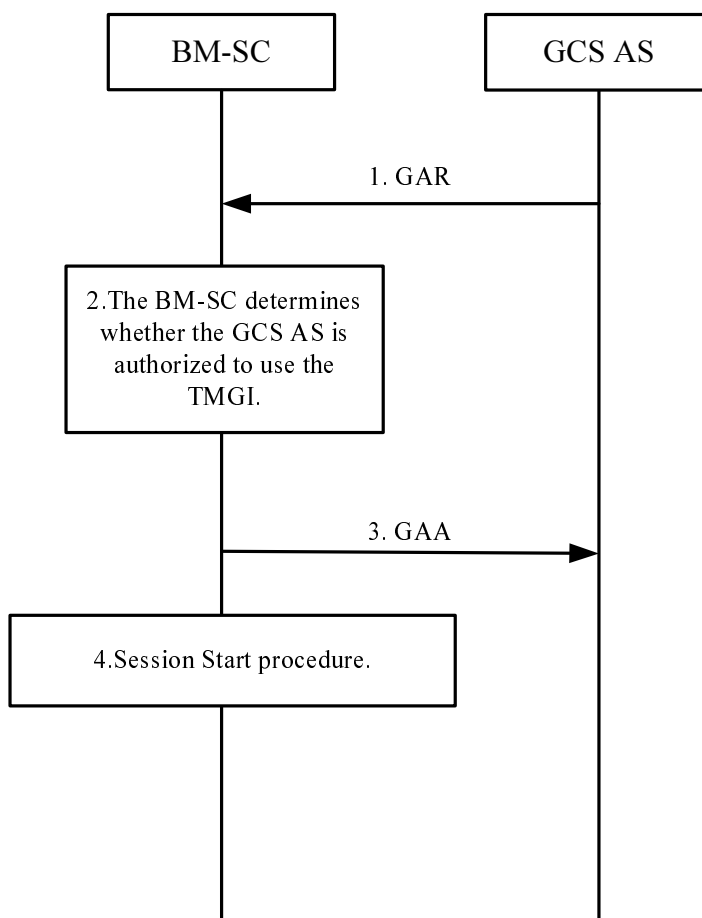 BM-SC
GCS AS
1. GAR
2.The BM-SC determines
whether the GCS AS is
authorized to use the
TMGI.
3. GAA
4.Session Start procedure.